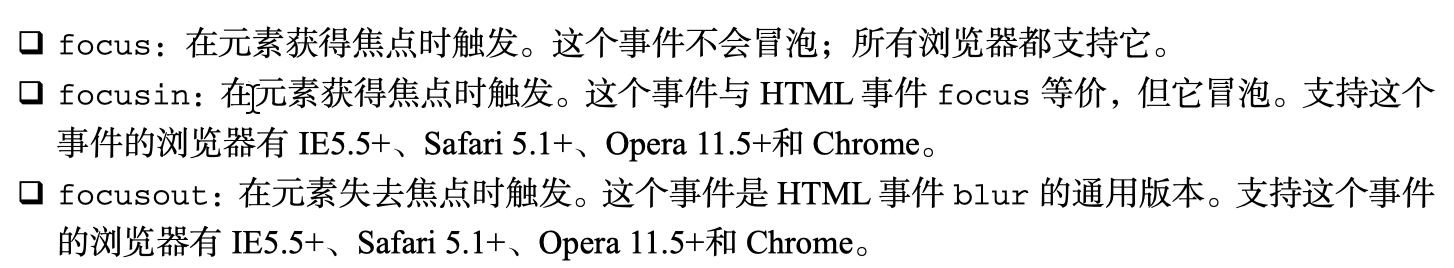 ❑ focus：在元素获得焦点时触发。这个事件不会冒泡；所有浏览器都支持它。
❑ focusin：在元素获得焦点时触发。这个事件与 HTML 事件 focus 等价，但它冒泡。支持这个
事件的浏览器有 IE5.5+、Safari 5.1+、Opera 11.5+和 Chrome。
❑ focusout：在元素失去焦点时触发。这个事件是 HTML 事件 blur 的通用版本。支持这个事件
的浏览器有 IE5.5+、Safari 5.1+、Opera 11.5+和 Chrome。